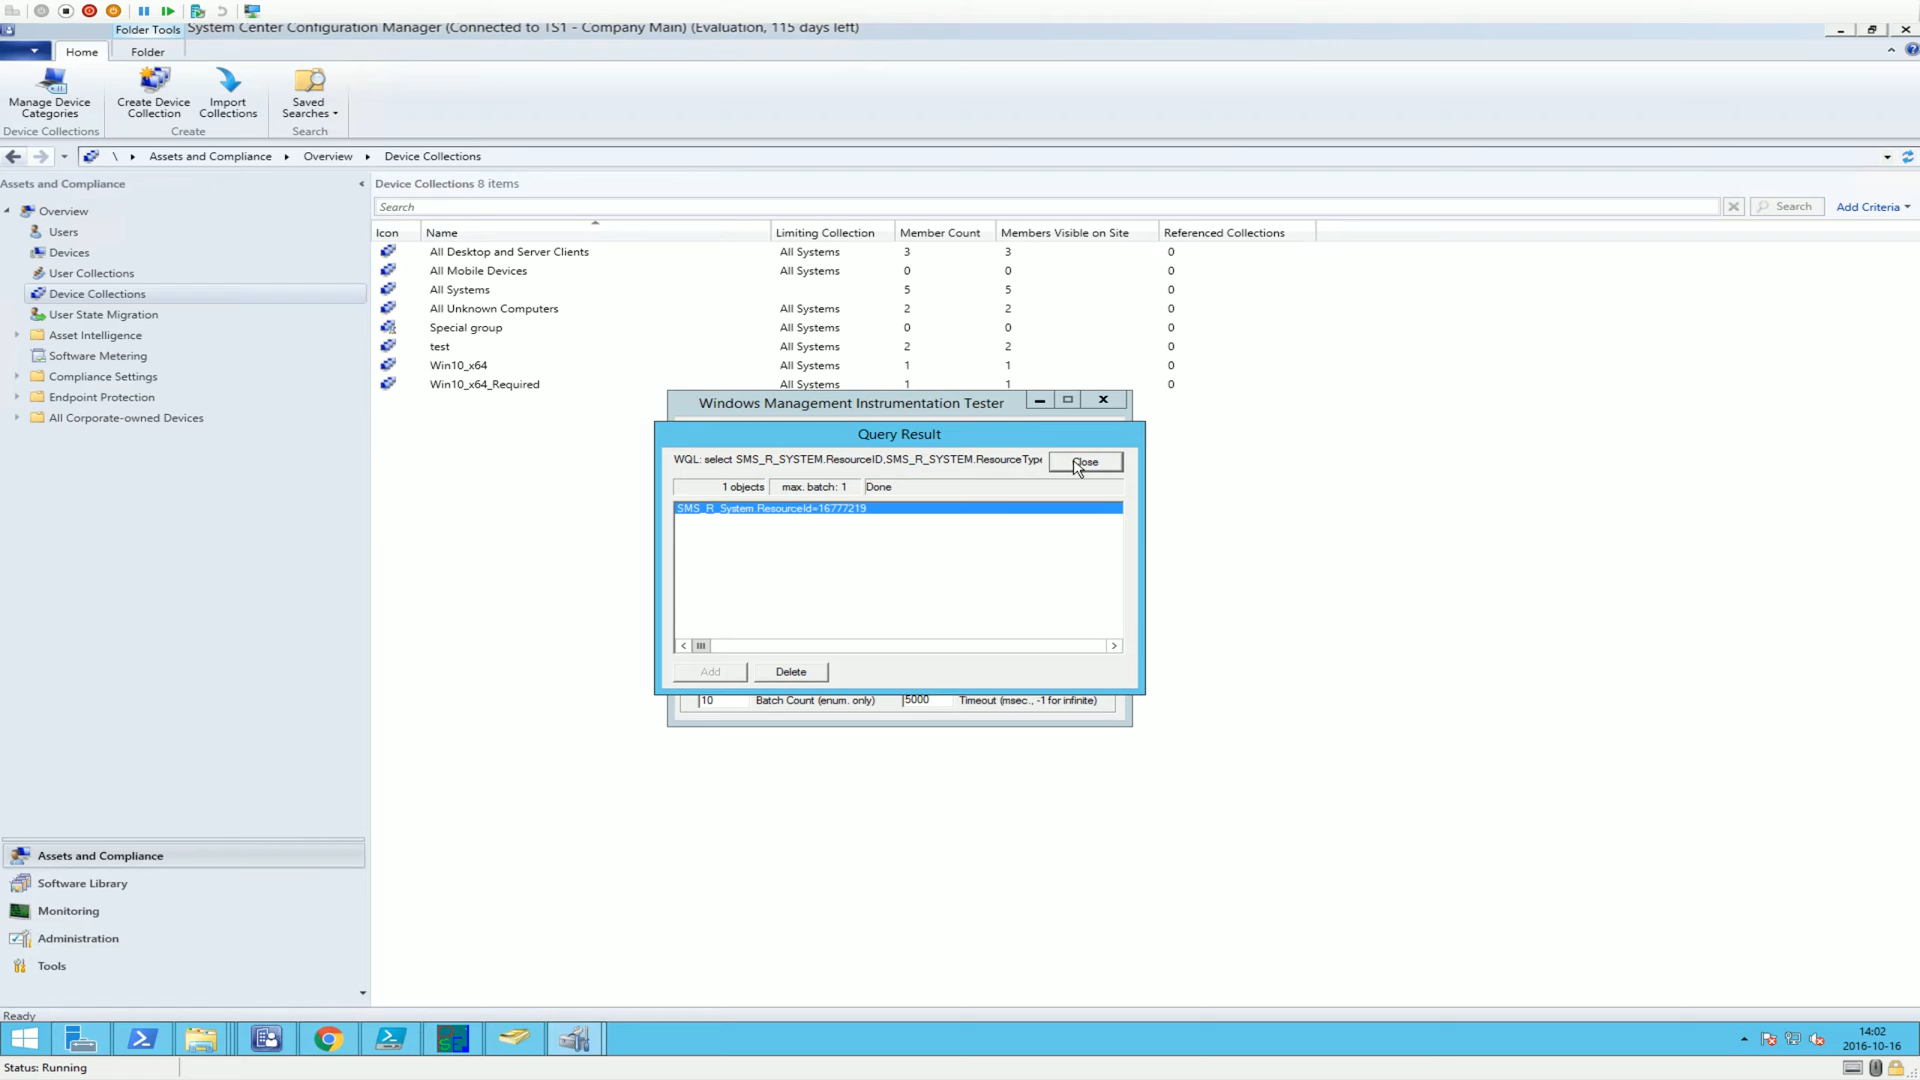 Folder Tools
System Center Configuration Manager (Connected to TS1 - Company Main) (Evaluation, 115 days left)
Home
Folder
Manage Device Categories
Create Device Collection
Import Collections
Saved Searches
Device Collections
Create
Search
\ Assets and Compliance Overview Device Collections
Assets and Compliance
Overview
Users
Devices
User Collections
Device Collections
User State Migration
Asset Intelligence
Software Metering
Compliance Settings
Endpoint Protection
All Corporate-owned Devices
Device Collections 8 items
Search
Search
Add Criteria
Icon Name Limiting Collection Member Count Members Visible on Site Referenced Collections
All Desktop and Server Clients All Systems 3 3 0
All Mobile Devices All Systems 0 0 0
All Systems 5 5 0
All Unknown Computers All Systems 2 2 0
Special group All Systems 0 0 0
test All Systems 2 2 0
Win10_x64 All Systems 1 1 0
Win10_x64_Required All Systems 1 1 0
Windows Management Instrumentation Tester
Query Result
WQL: select SMS_R_SYSTEM.ResourceID,SMS_R_SYSTEM.ResourceType
Close
1 objects max. batch: 1 Done
SMS_R_System.ResourceId=16777219
Add
Delete
10 Batch Count (enum. only) 5000 Timeout (msec., -1 for infinite)
Assets and Compliance
Software Library
Monitoring
Administration
Tools
Ready
14:02
2016-10-16
Status: Running